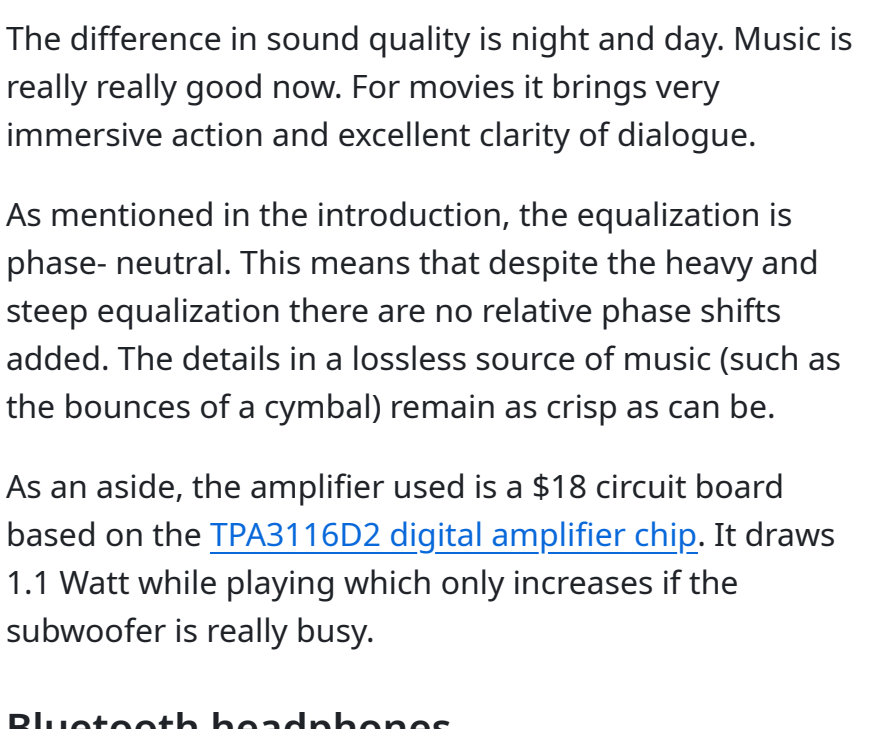 The difference in sound quality is night and day. Music is
really really good now. For movies it brings very
immersive action and excellent clarity of dialogue.
As mentioned in the introduction, the equalization is
phase- neutral. This means that despite the heavy and
steep equalization there are no relative phase shifts
added. The details in a lossless source of music (such as
the bounces of a cymbal) remain as crisp as can be.
As an aside, the amplifier used is a $18 circuit board
based on the TPA3116D2 digital amplifier chip. It draws
1.1 Watt while playing which only increases if the
subwoofer is really busy.
Bluetooth headphones